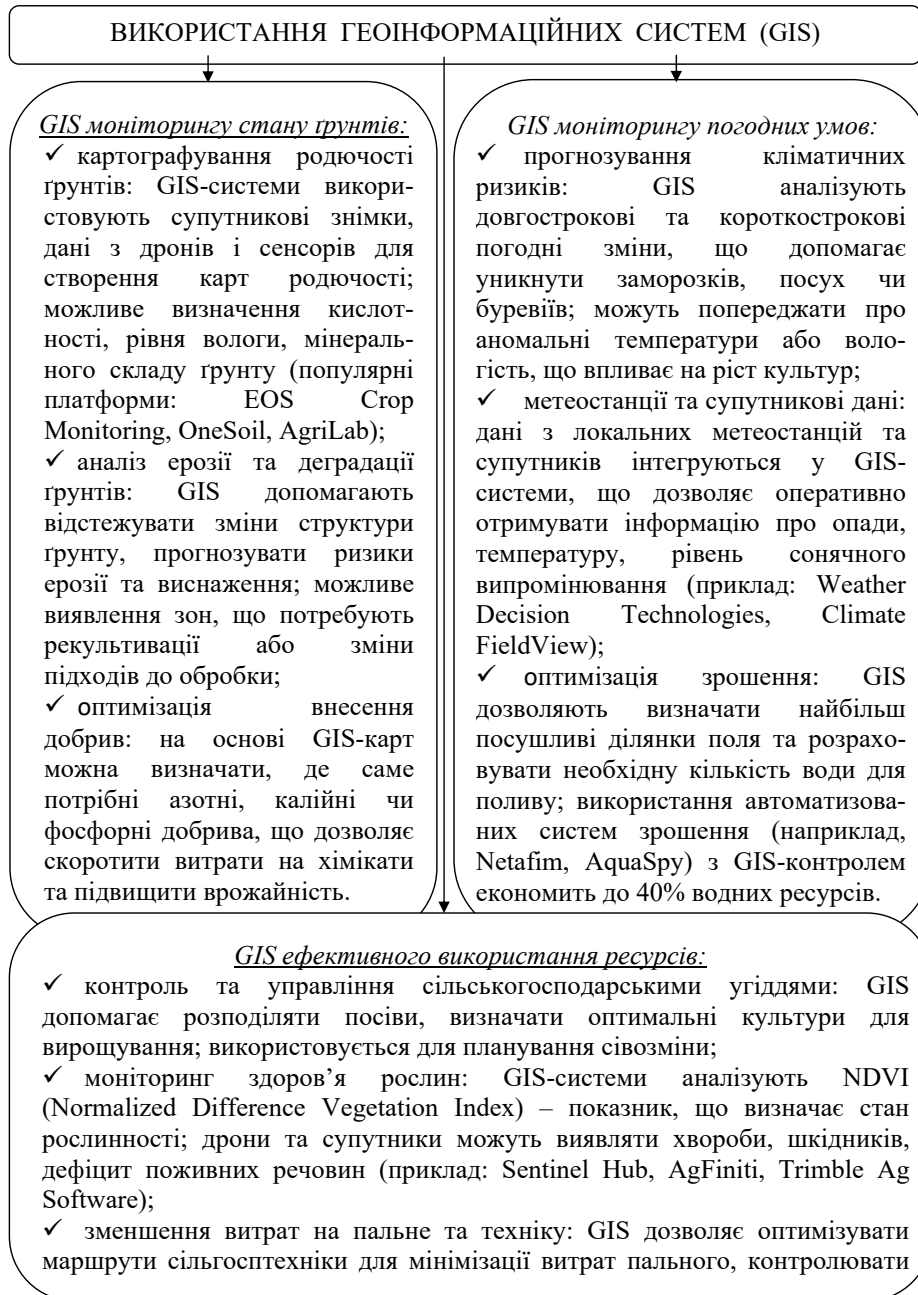 ВИКОРИСТАННЯ ГЕОІНФОРМАЦІЙНИХ СИСТЕМ (GIS)
GIS моніторингу стану ґрунтів:
✓ картографування родючості
ґрунтів: GIS-системи викори-
стовують супутникові знімки,
дані з дронів і сенсорів для
створення карт родючості;
можливе визначення кислот-
ності, рівня вологи, мінераль-
ного складу ґрунту (популярні
платформи: EOS Crop
Monitoring, OneSoil, AgriLab);
✓ аналіз ерозії та деградації
ґрунтів: GIS допомагають
відстежувати зміни структури
ґрунту, прогнозувати ризики
ерозії та виснаження; можливе
виявлення зон, що потребують
рекультивації або зміни
підходів до обробки;
✓ оптимізація внесення
добрив: на основі GIS-карт
можна визначати, де саме
потрібні азотні, калійні чи
фосфорні добрива, що дозволяє
скоротити витрати на хімікати
та підвищити врожайність.
GIS моніторингу погодних умов:
✓ прогнозування кліматичних
ризиків: GIS аналізують
довгострокові та короткострокові
погодні зміни, що допомагає
уникнути заморозків, посух чи
буревіїв; можуть попереджати про
аномальні температури або воло-
гість, що впливає на ріст культур;
✓ метеостанції та супутникові дані:
дані з локальних метеостанцій та
супутників інтегруються у GIS-
системи, що дозволяє оперативно
отримувати інформацію про опади,
температуру, рівень сонячного
випромінювання (приклад: Weather
Decision Technologies, Climate
FieldView);
✓ оптимізація зрошення: GIS
дозволяють визначати найбільш
посушливі ділянки поля та розрахо-
вувати необхідну кількість води для
поливу; використання автоматизова-
них систем зрошення (наприклад,
Netafim, AquaSpy) з GIS-контролем
економить до 40% водних ресурсів.
GIS ефективного використання ресурсів:
✓ контроль та управління сільськогосподарськими угіддями: GIS
допомагає розподіляти посіви, визначати оптимальні культури для
вирощування; використовується для планування сівозміни;
✓ моніторинг здоров’я рослин: GIS-системи аналізують NDVI
(Normalized Difference Vegetation Index) – показник, що визначає стан
рослинності; дрони та супутники можуть виявляти хвороби, шкідників,
дефіцит поживних речовин (приклад: Sentinel Hub, AgFiniti, Trimble Ag
Software);
✓ зменшення витрат на пальне та техніку: GIS дозволяє оптимізувати
маршрути сільгосптехніки для мінімізації витрат пального, контролювати